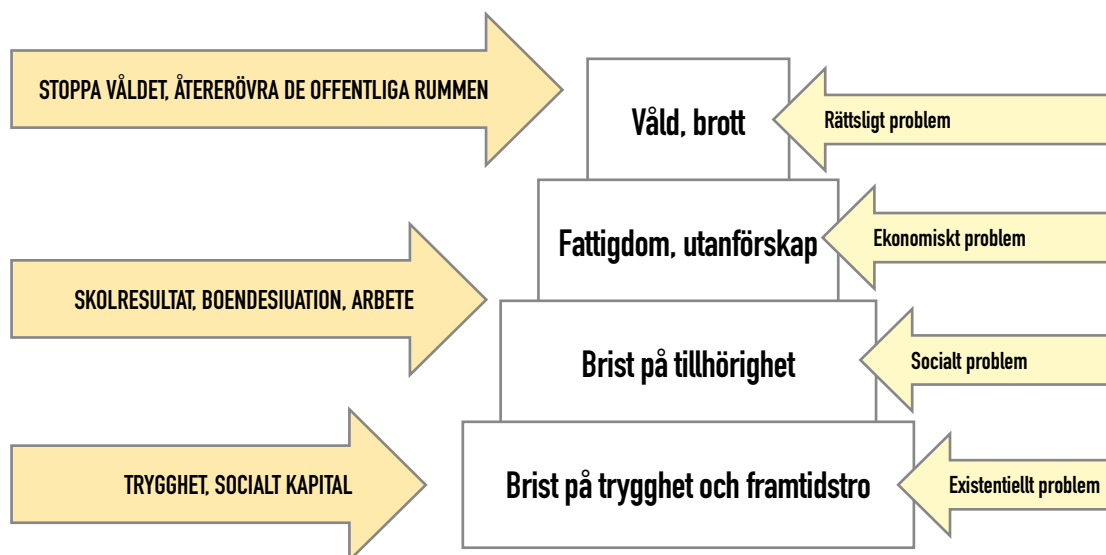 STOPPA VÅLDET, ÅTERERÖVRA DE OFFENTLIGA RUMMEN
Våld, brott
Rättsligt problem
Fattigdom, utanförskap
Ekonomiskt problem
SKOLRESULTAT, BOENDESIUATION, ARBETE
Brist på tillhörighet
Socialt problem
TRYGGHET, SOCIALT KAPITAL
Brist på trygghet och framtidstro
Existentiellt problem